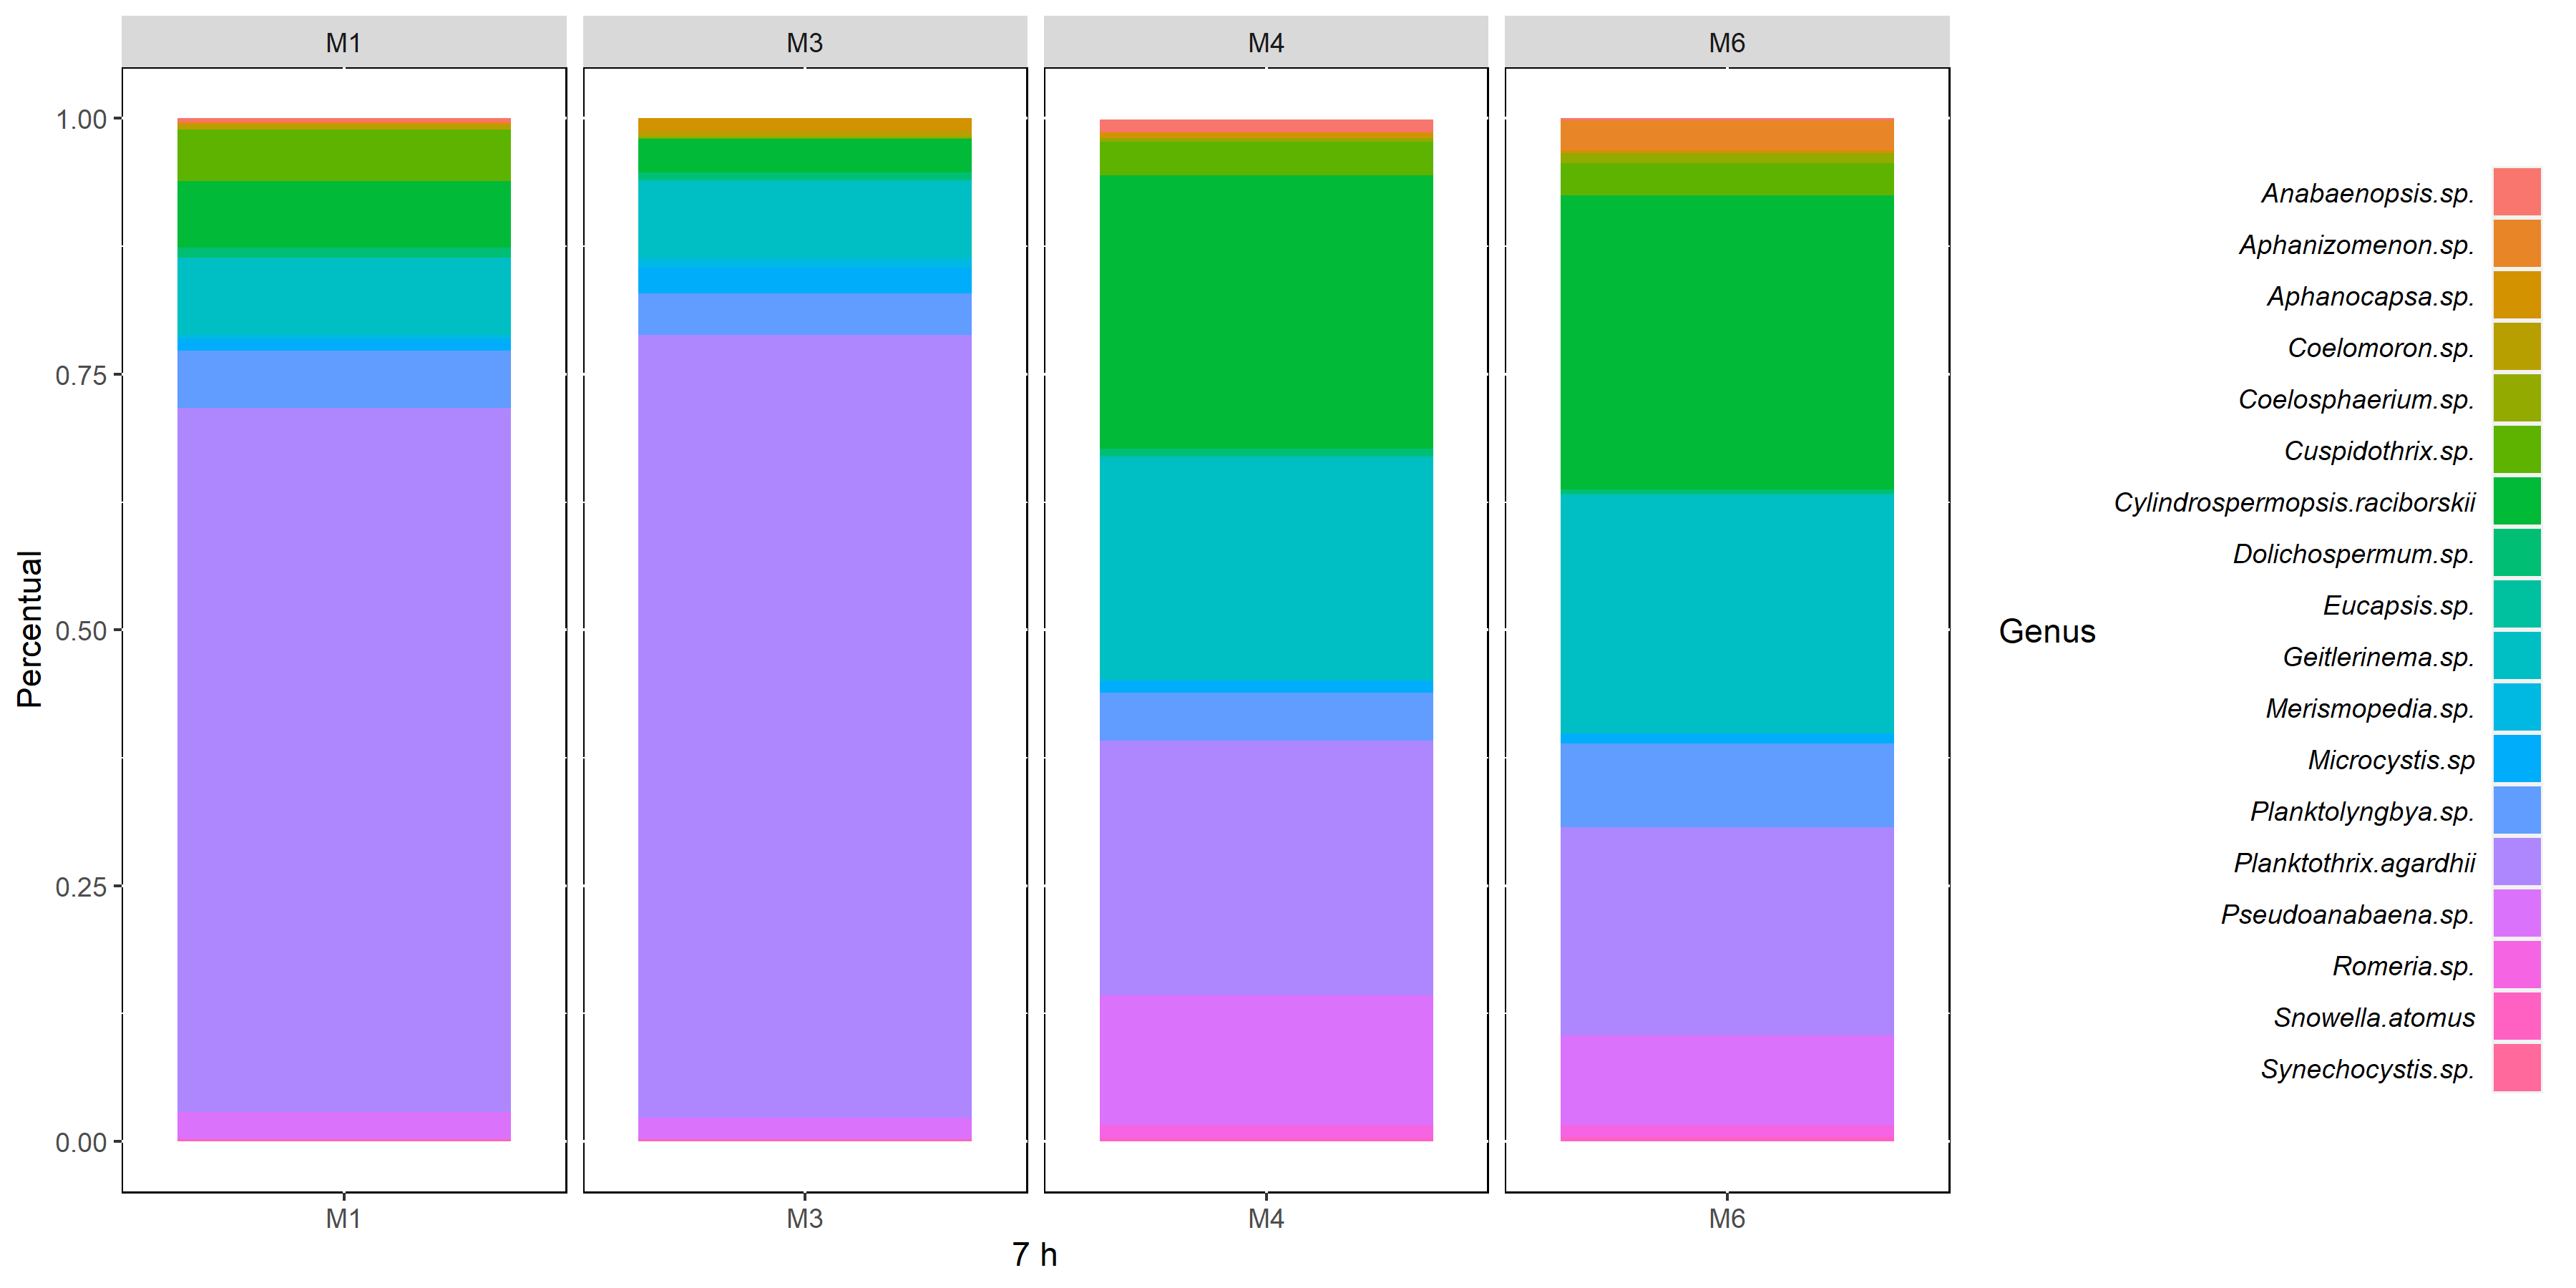 M1
M3
M4
M6
1.00
0.75
0.50
0.25
0.00
Percentual
M1
M3
M4
M6
7 h
Genus
Anabaenopsis.sp.
Aphanizomenon.sp.
Aphanocapsa.sp.
Coelomoron.sp.
Coelosphaerium.sp.
Cuspidothrix.sp.
Cylindrospermopsis.raciborskii
Dolichospermum.sp.
Eucapsis.sp.
Geitlerinema.sp.
Merismopedia.sp.
Microcystis.sp
Planktolyngbya.sp.
Planktothrix.agardhii
Pseudoanabaena.sp.
Romeria.sp.
Snowella.atomus
Synechocystis.sp.